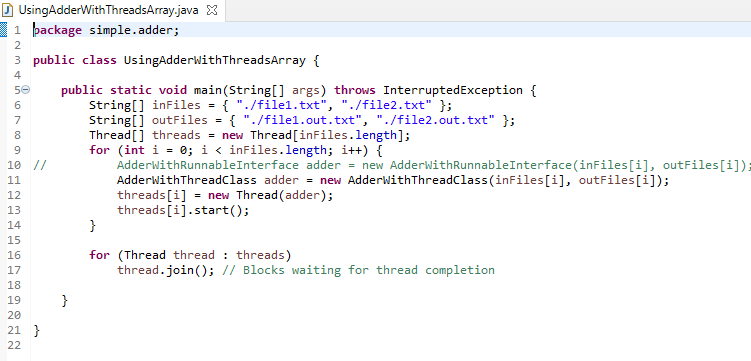 UsingAdderWithThreadsArray.java
1 package simple.adder;
2
3 public class UsingAdderWithThreadsArray {
4
5 public static void main(String[] args) throws InterruptedException {
6 String[] inFiles = { "./file1.txt", "./file2.txt" };
7 String[] outFiles = { "./file1.out.txt", "./file2.out.txt" };
8 Thread[] threads = new Thread[inFiles.length];
9 for (int i = 0; i < inFiles.length; i++) {
10 // AdderWithRunnableInterface adder = new AdderWithRunnableInterface(inFiles[i], outFiles[i]);
11 AdderWithThreadClass adder = new AdderWithThreadClass(inFiles[i], outFiles[i]);
12 threads[i] = new Thread(adder);
13 threads[i].start();
14 }
15
16 for (Thread thread : threads)
17 thread.join(); // Blocks waiting for thread completion
18
19 }
20
21 }
22